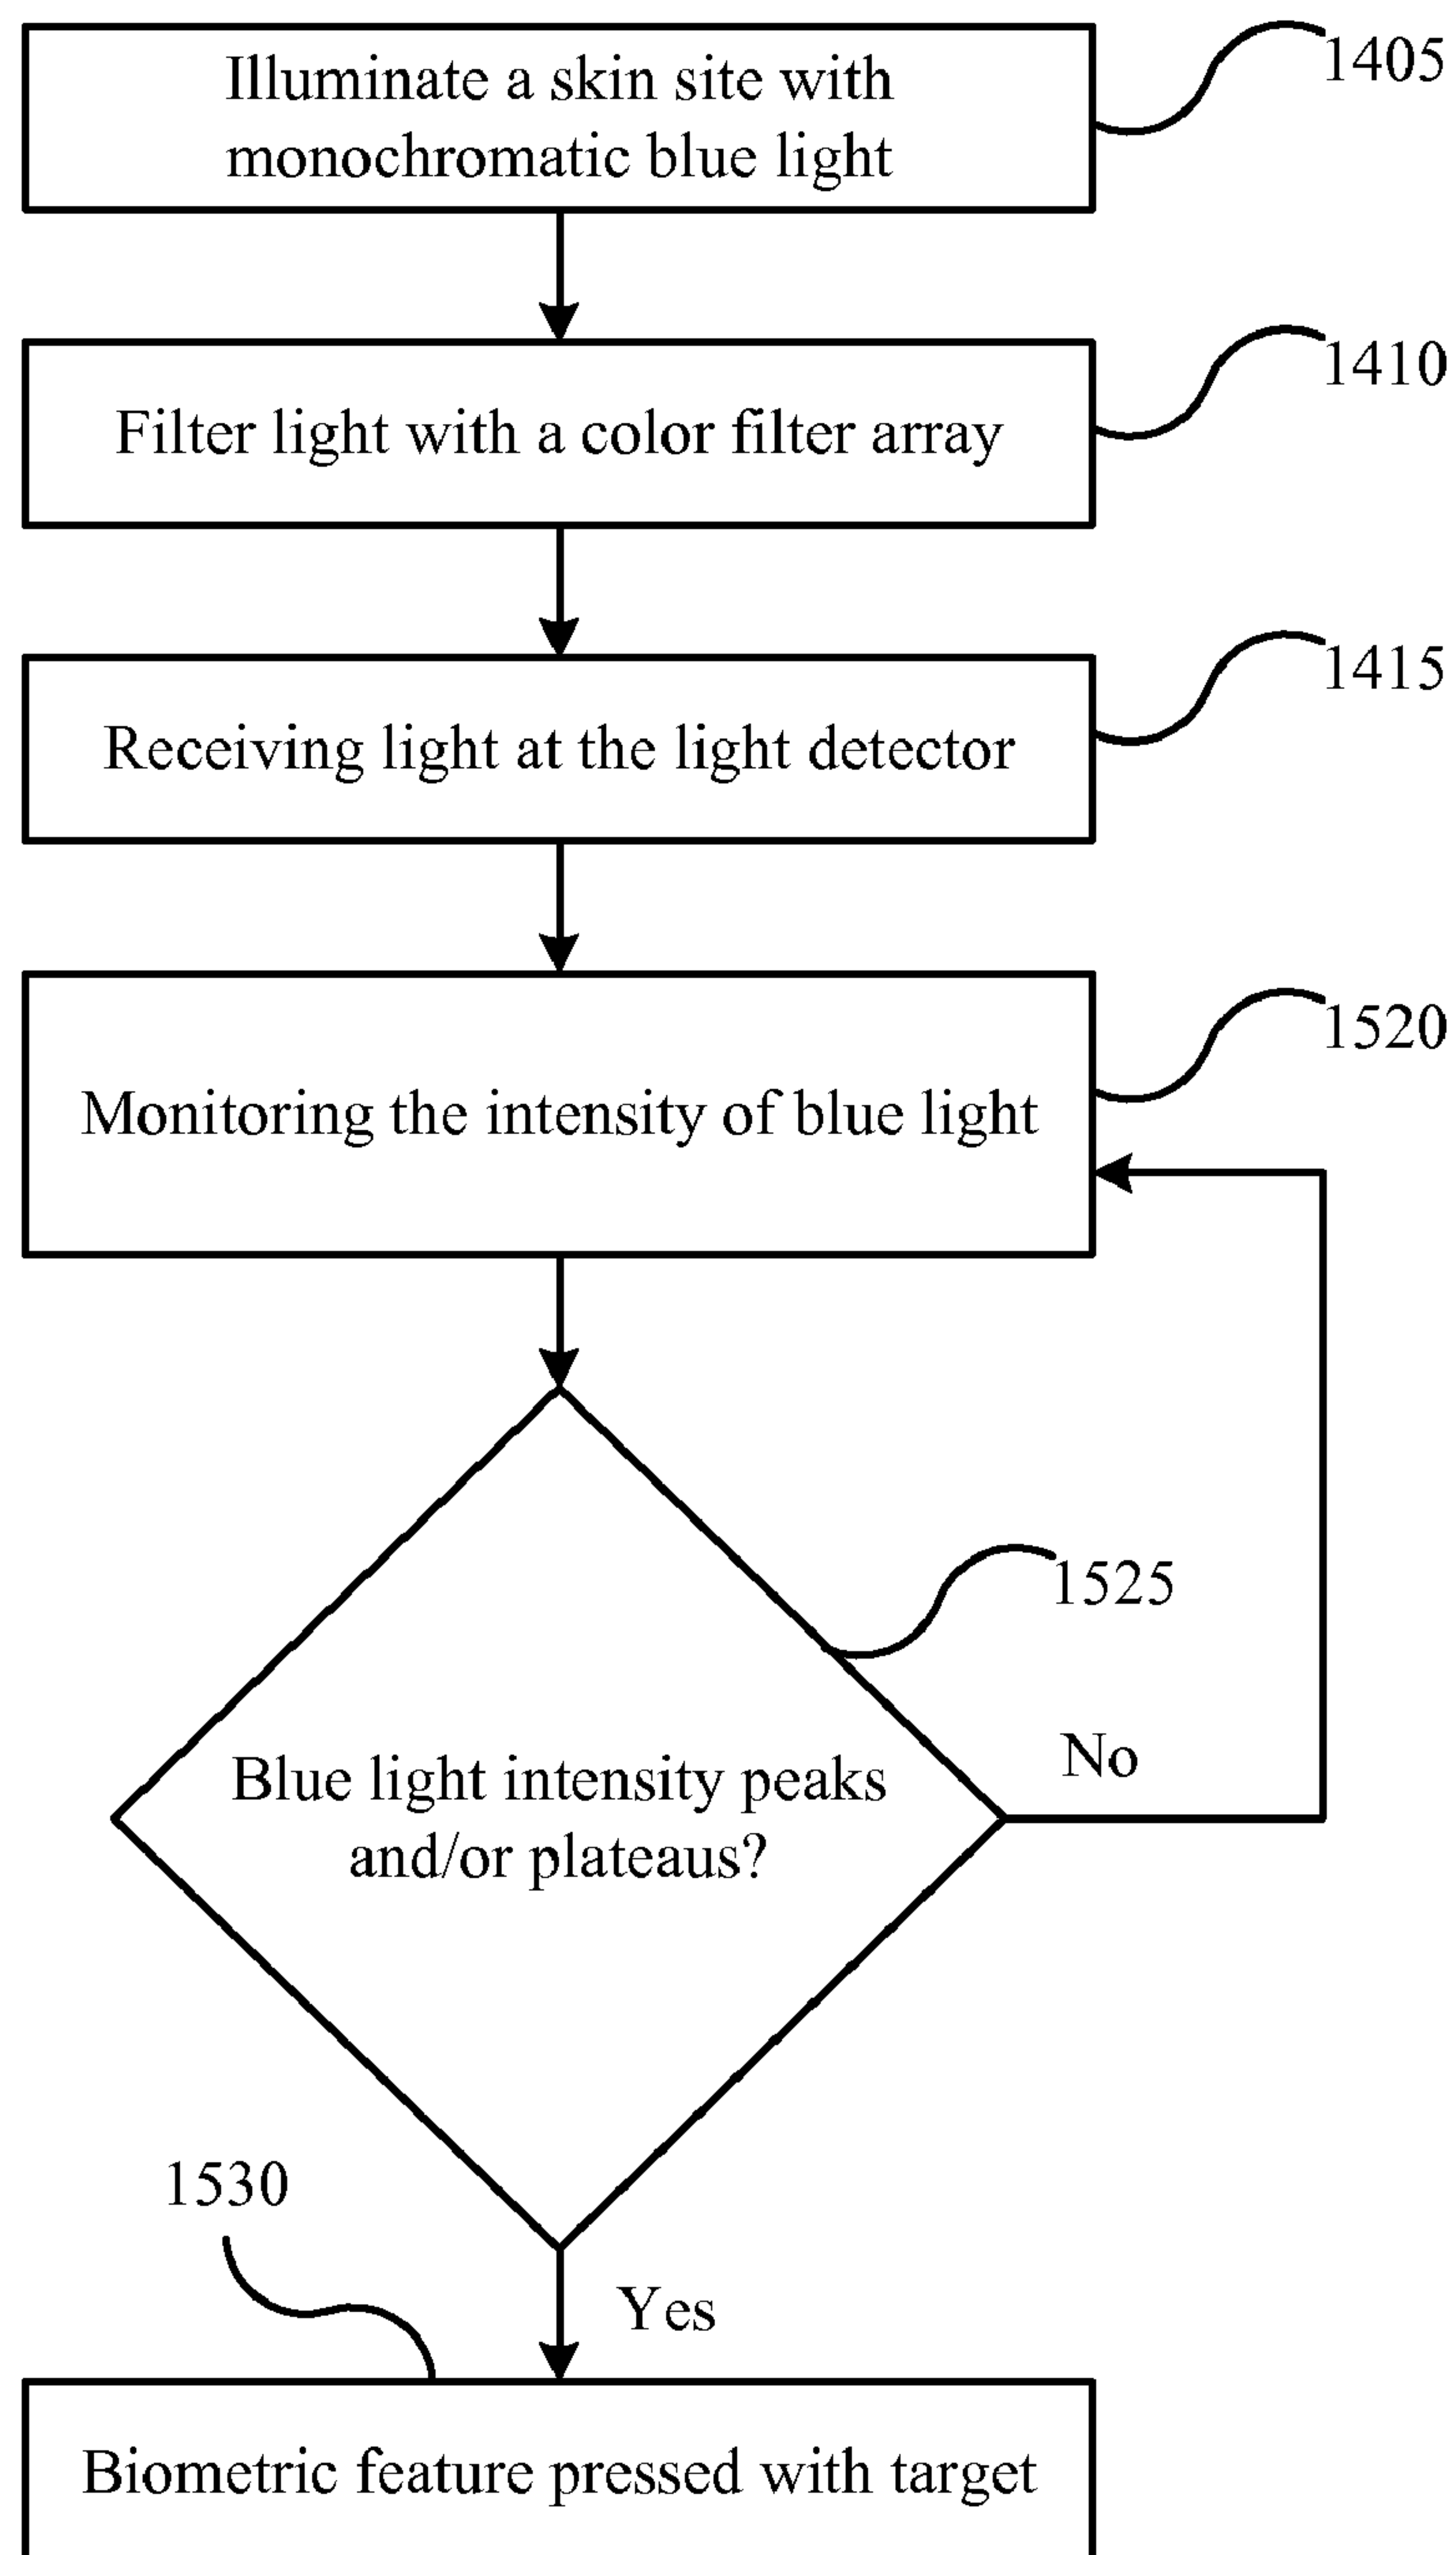 Illuminate a skin site with
monochromatic blue light
1405
Filter light with a color filter array
1410
Receiving light at the light detector
1415
Monitoring the intensity of blue light
1520
1525
Blue light intensity peaks
and/or plateaus?
No
Yes
1530
Biometric feature pressed with target